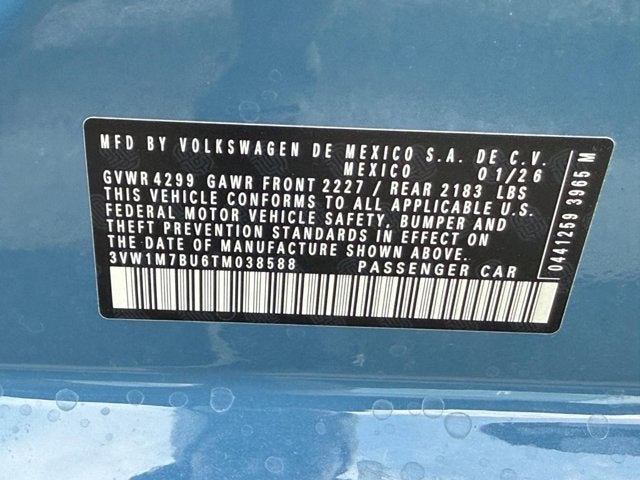 MFD BY VOLKSWAGEN DE MEXICO S.A. DE C.V.
MEXICO 01/26
GVWR 4299 GAWR FRONT 2227 / REAR 2183 LBS
THIS VEHICLE CONFORMS TO ALL APPLICABLE U.S.
FEDERAL MOTOR VEHICLE SAFETY, BUMPER AND
THEFT PREVENTION STANDARDS IN EFFECT ON THE
DATE OF MANUFACTURE SHOWN ABOVE.
3VW1M7BU6TM038588 PASSENGER CAR
0441259 3965 M